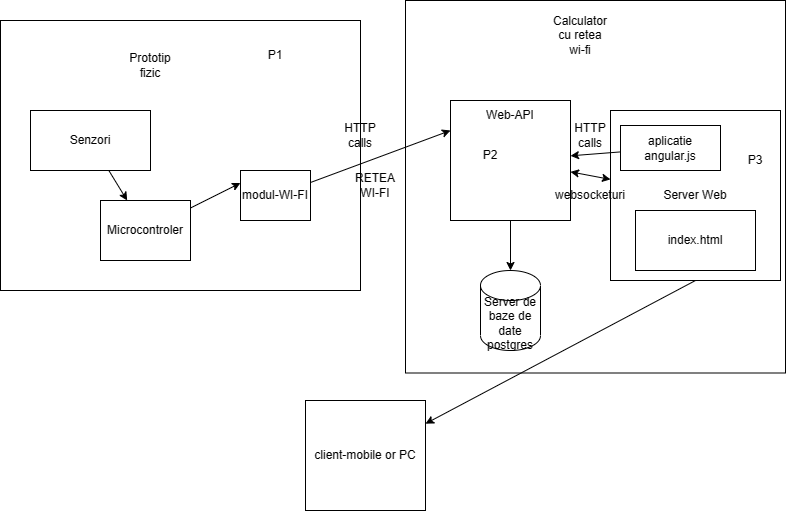 Prototip
fizic
P1
Senzori
Microcontroler
modul-WI-FI
HTTP
calls
RETEA
WI-FI
Calculator
cu retea
wi-fi
Web-API
P2
HTTP
calls
websocketuri
aplicatie
angular.js
P3
Server Web
index.html
Server de
baze de
date
postgres
client-mobile or PC